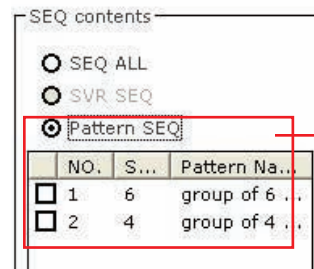 SEQ contents
SEQ ALL
SVR SEQ
Pattern SEQ
NO. S... Pattern Na...
1 6 group of 6 ...
2 4 group of 4 ...